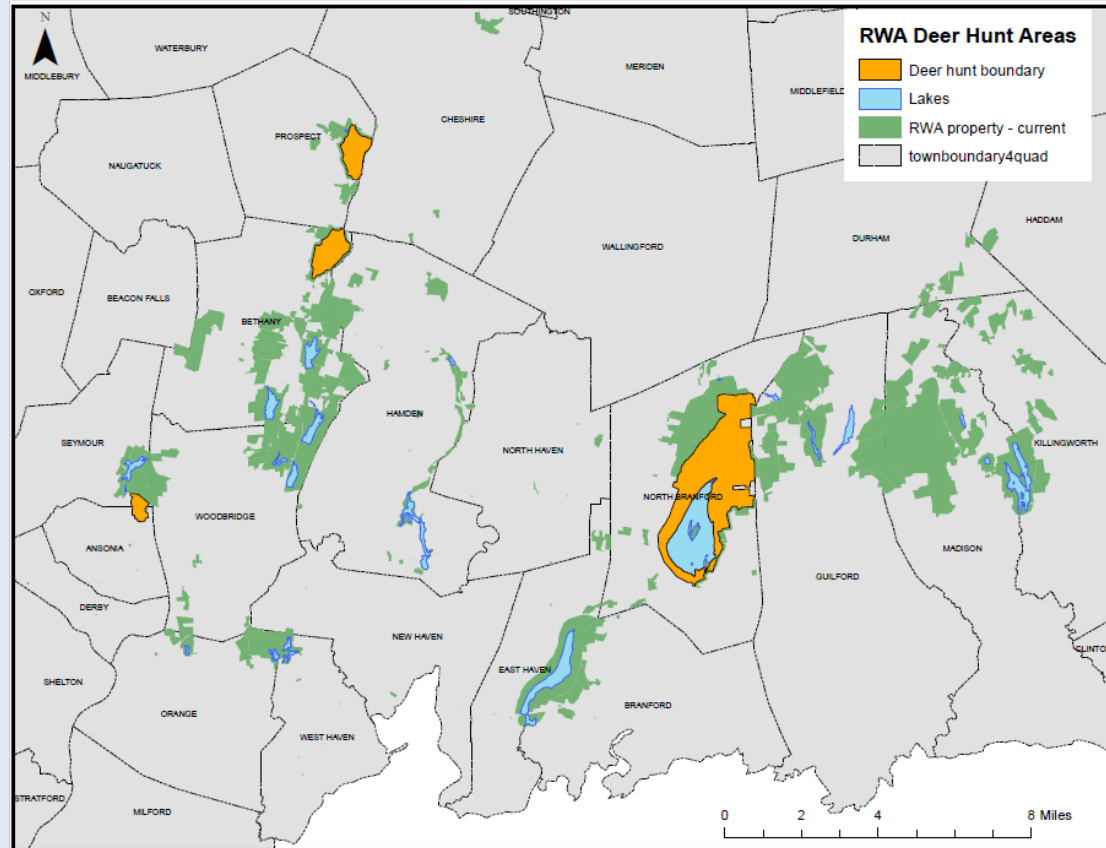 N
SOUTHINGTON
WATERBURY
MIDDLEBURY
MERIDEN
RWA Deer Hunt Areas
Deer hunt boundary
Lakes
RWA property - current
townboundary4quad
MIDDLEFIELD
CHESHIRE
PROSPECT
NAUGATUCK
HADDAM
DURHAM
WALLINGFORD
OXFORD
BEACON FALLS
BETHANY
HAMDEN
SEYMOUR
NORTH HAVEN
KILLINGWORTH
NORTH BRANFORD
WOODBRIDGE
ANSONIA
MADISON
GUILFORD
DERBY
NEW HAVEN
CLINTO
EAST HAVEN
SHELTON
BRANFORD
ORANGE
WEST HAVEN
STRATFORD
MILFORD
0 2 4 8 Miles